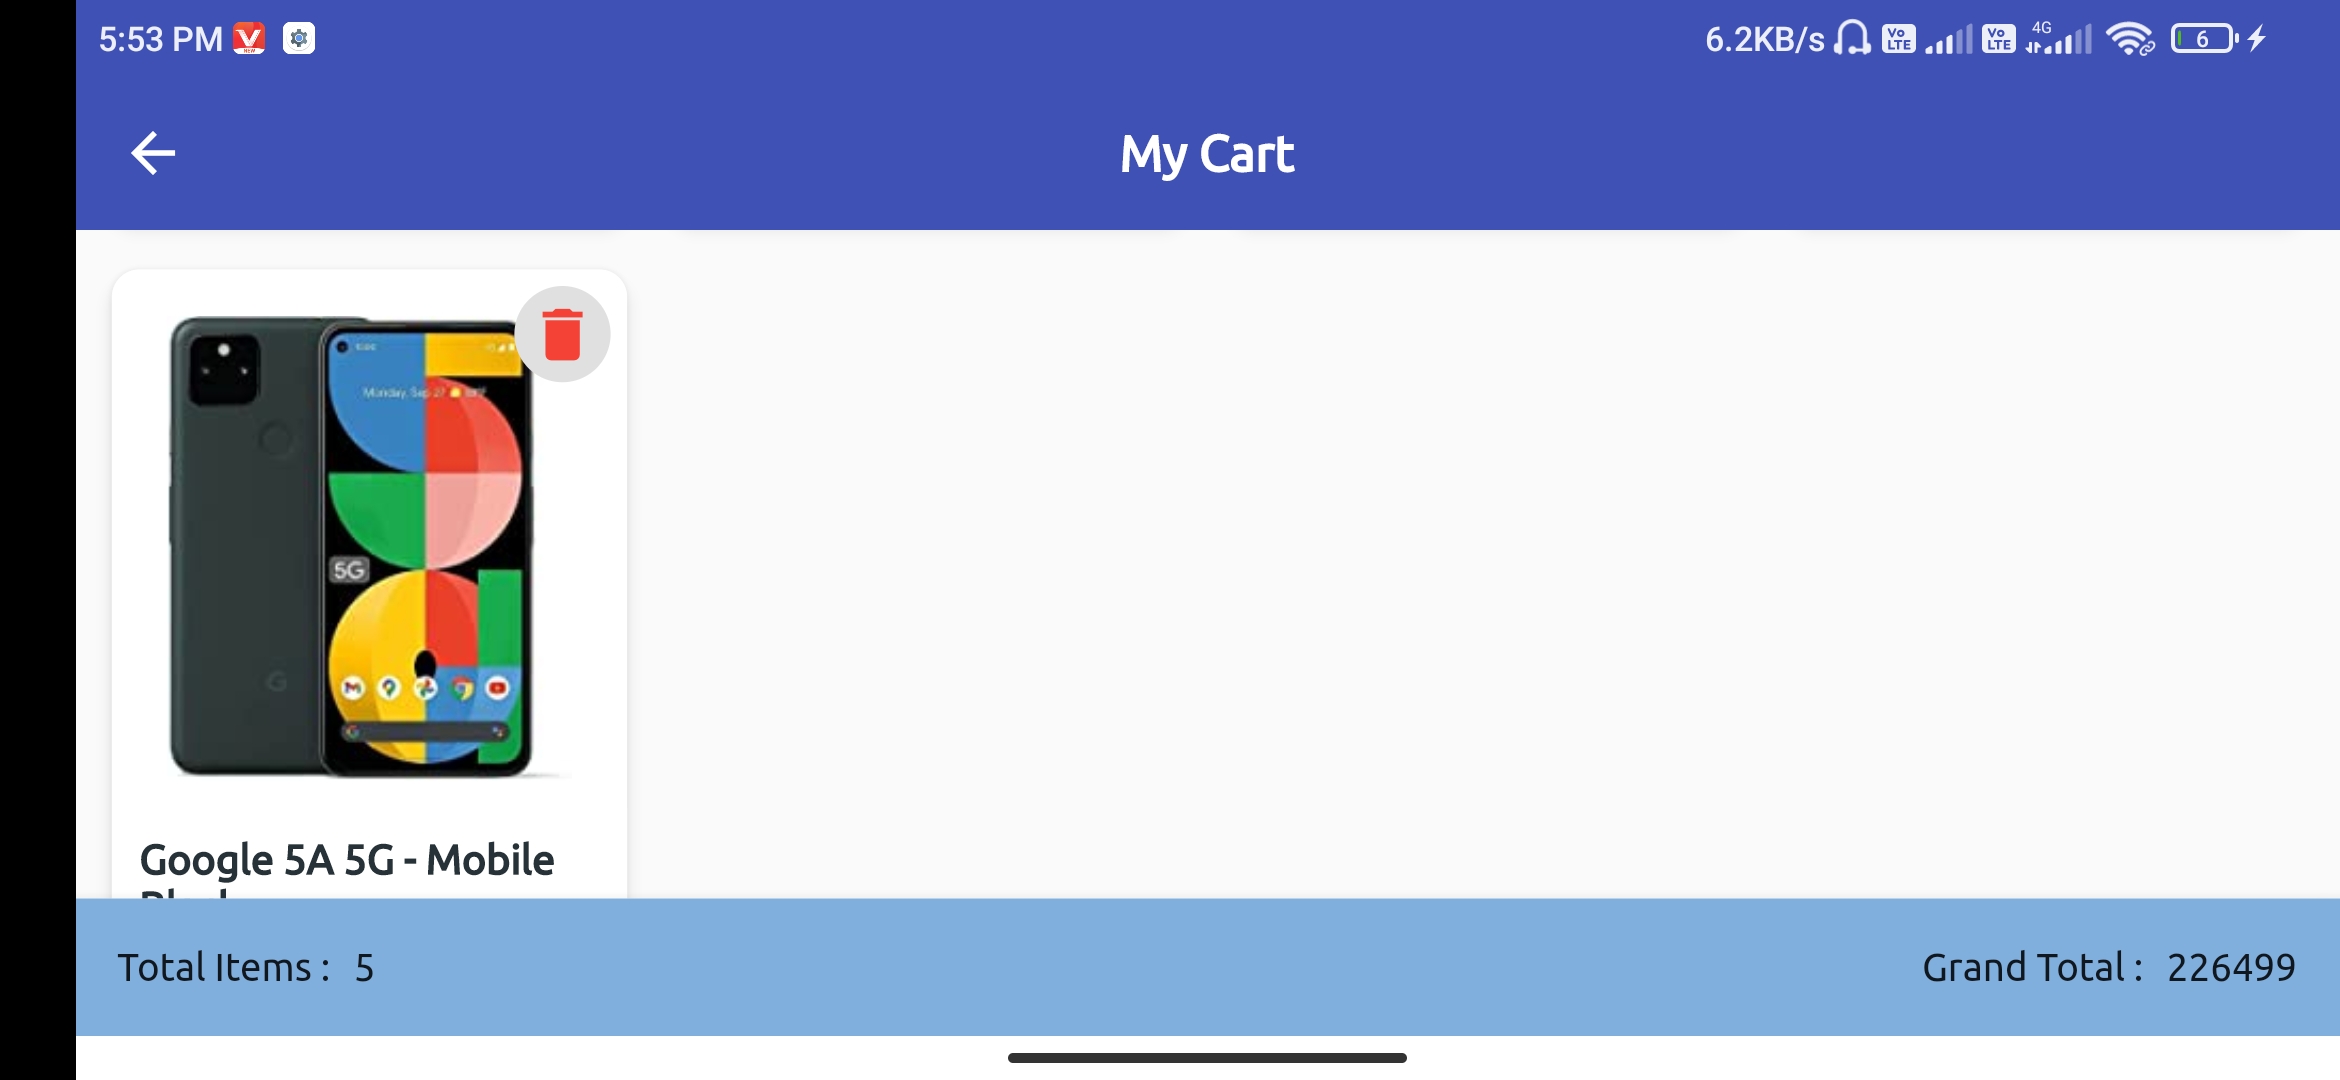 5:53 PM
6.2KB/s Vo LTE Vo LTE 4G 6
My Cart
Monday, Sep 27
5G
Google 5A 5G - Mobile
Total Items : 5
Grand Total : 226499